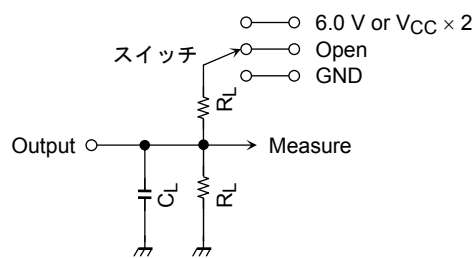 6.0 V or VCC × 2
スイッチ
Open
GND
RL
Output
Measure
CL
RL